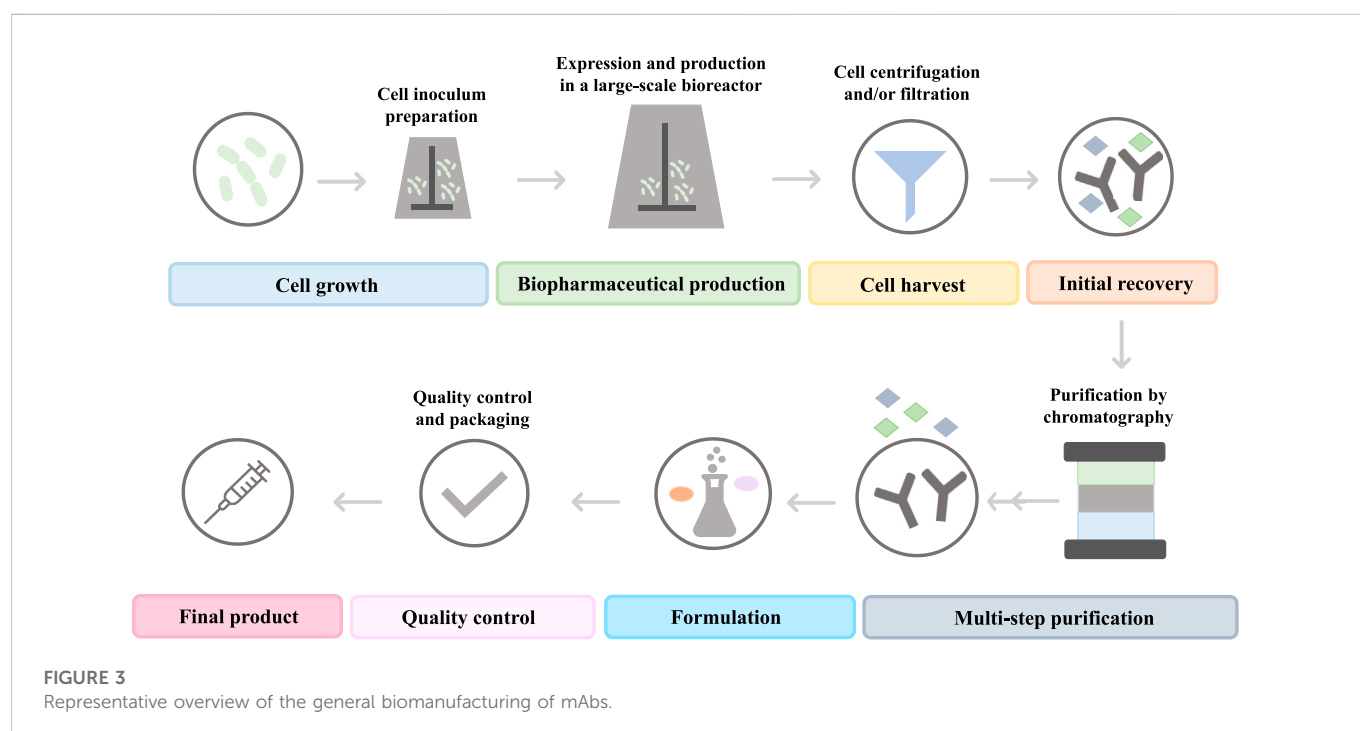 Expression and production
in a large-scale bioreactor
Cell centrifugation
and/or filtration
Cell inoculum
preparation
Cell growth
Biopharmaceutical production
Cell harvest
Initial recovery
Purification by
chromatography
Quality control
and packaging
Final product
Quality control
Formulation
Multi-step purification
FIGURE 3
Representative overview of the general biomanufacturing of mAbs.